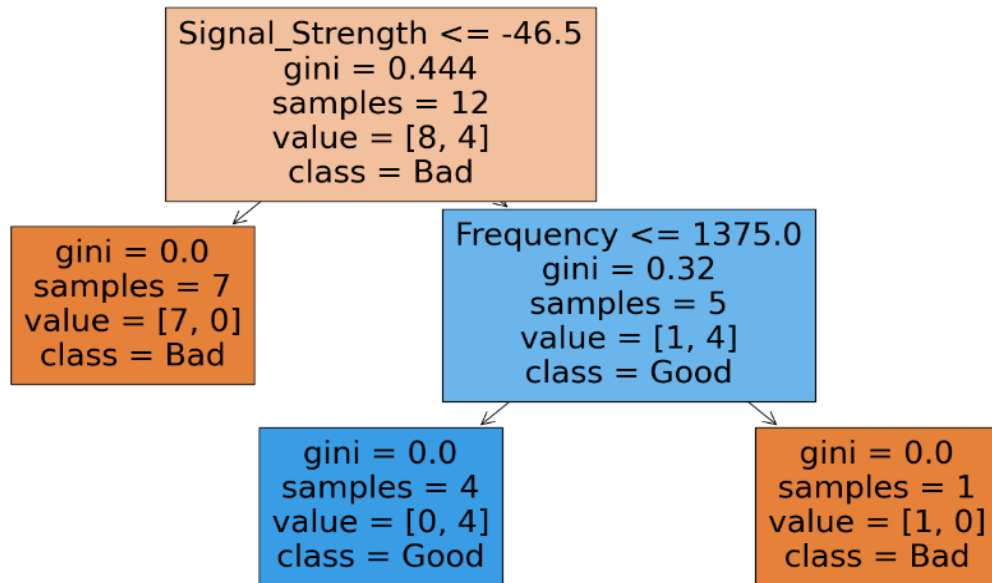 Signal_Strength <= -46.5
gini = 0.444
samples = 12
value = [8, 4]
class = Bad
gini = 0.0
samples = 7
value = [7, 0]
class = Bad
Frequency <= 1375.0
gini = 0.32
samples = 5
value = [1, 4]
class = Good
gini = 0.0
samples = 4
value = [0, 4]
class = Good
gini = 0.0
samples = 1
value = [1, 0]
class = Bad